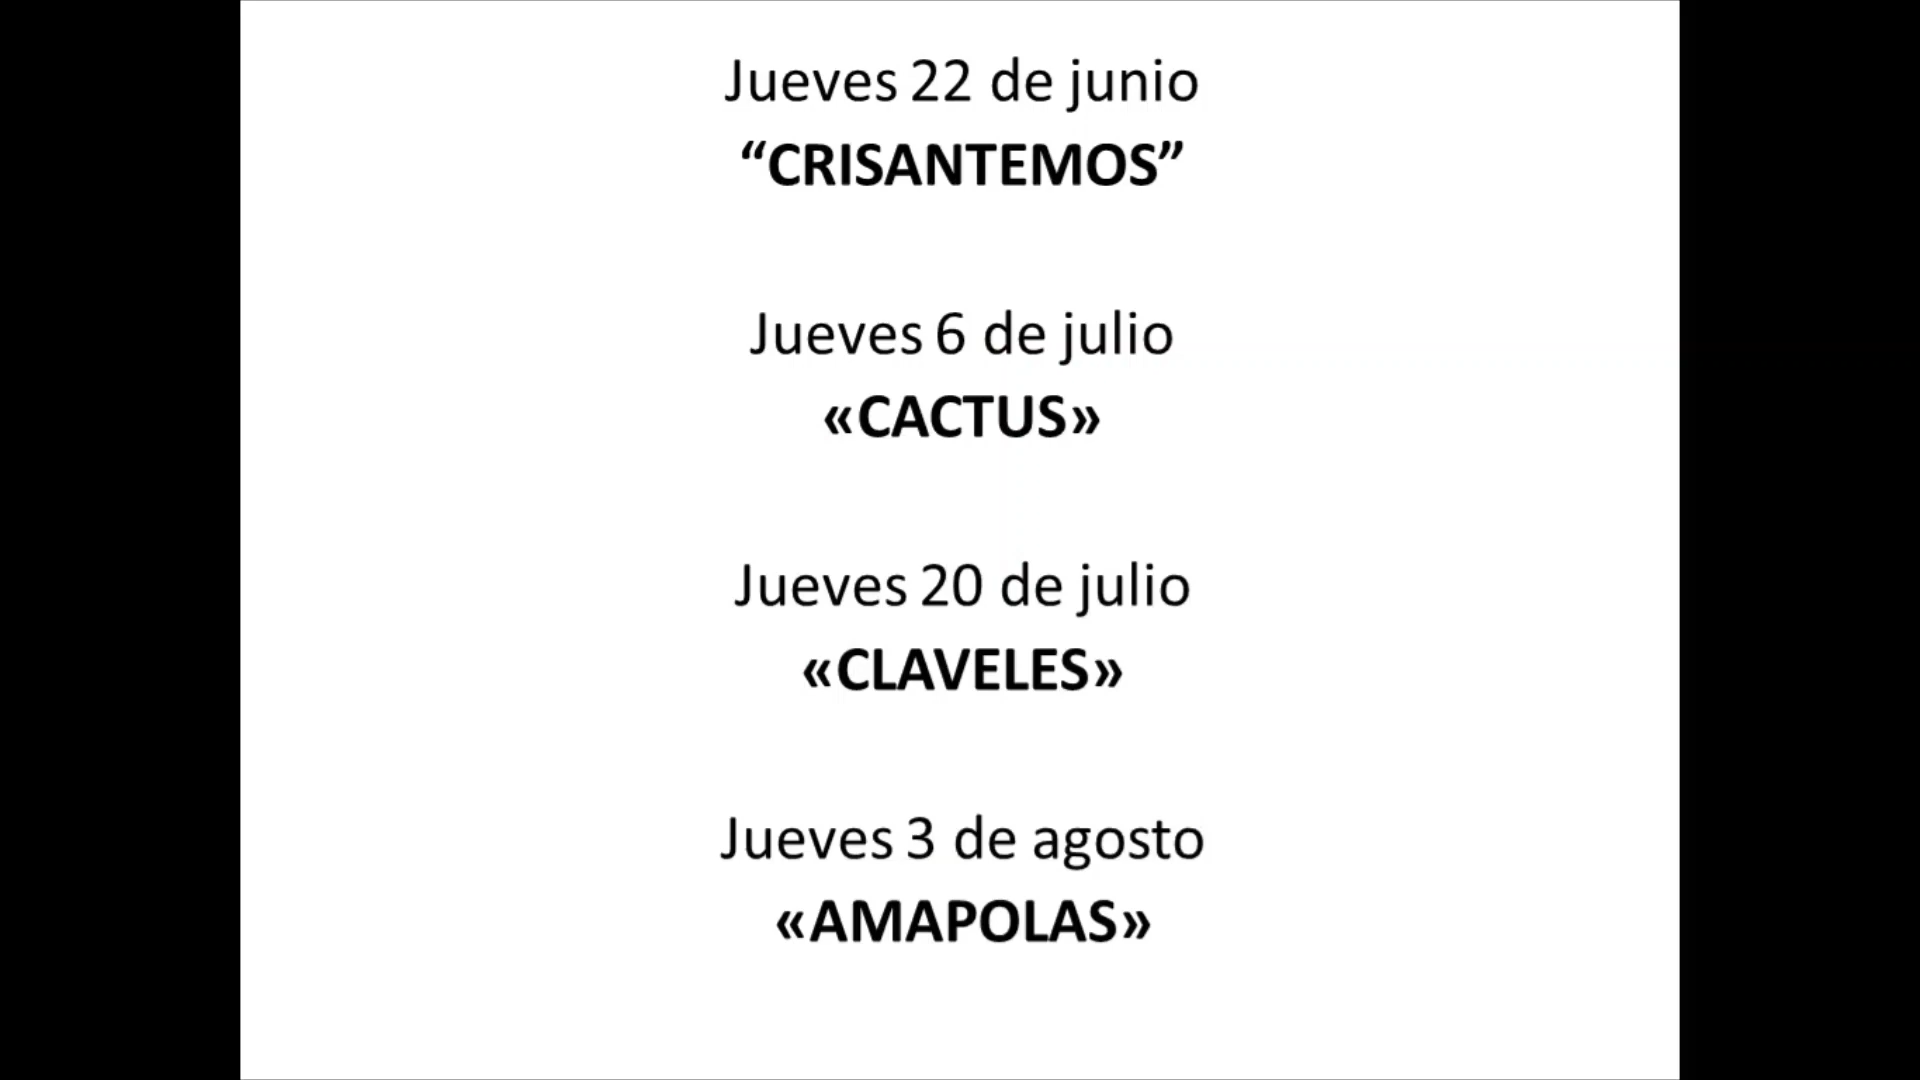 Jueves 22 de junio
“CRISANTEMOS”
Jueves 6 de julio
«CACTUS»
Jueves 20 de julio
«CLAVELES»
Jueves 3 de agosto
«AMAPOLAS»